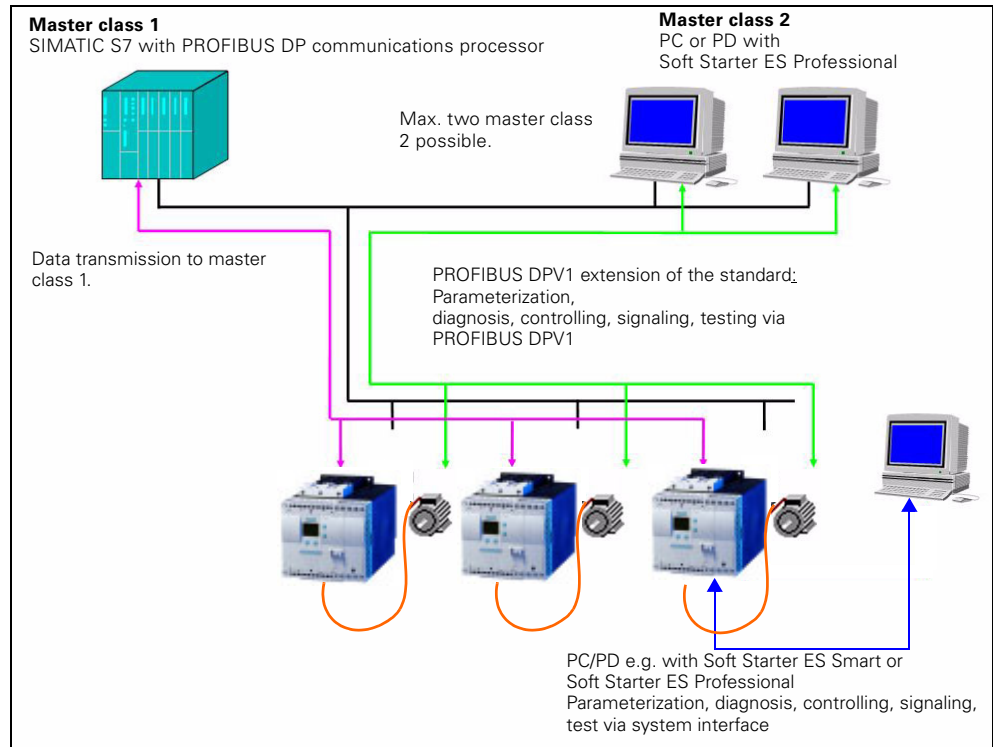 Master class 1
SIMATIC S7 with PROFIBUS DP communications processor
Master class 2
PC or PD with
Soft Starter ES Professional
Max. two master class
2 possible.
Data transmission to master
class 1.
PROFIBUS DPV1 extension of the standard:
Parameterization,
diagnosis, controlling, signaling, testing via
PROFIBUS DPV1
PC/PD e.g. with Soft Starter ES Smart or
Soft Starter ES Professional
Parameterization, diagnosis, controlling, signaling,
test via system interface